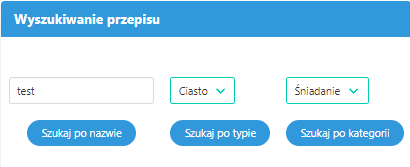 Wyszukiwanie przepisu
test Ciasto Śniadanie
Szukaj po nazwie Szukaj po typie Szukaj po kategorii